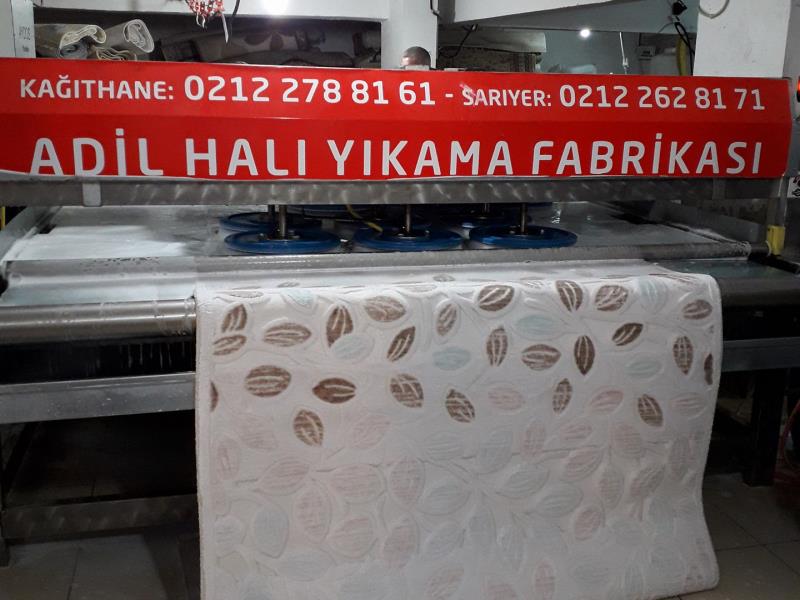 KAĞITHANE: 0212 278 81 61 - SARIYER: 0212 262 81 71
ADİL HALI YIKAMA FABRİKASI